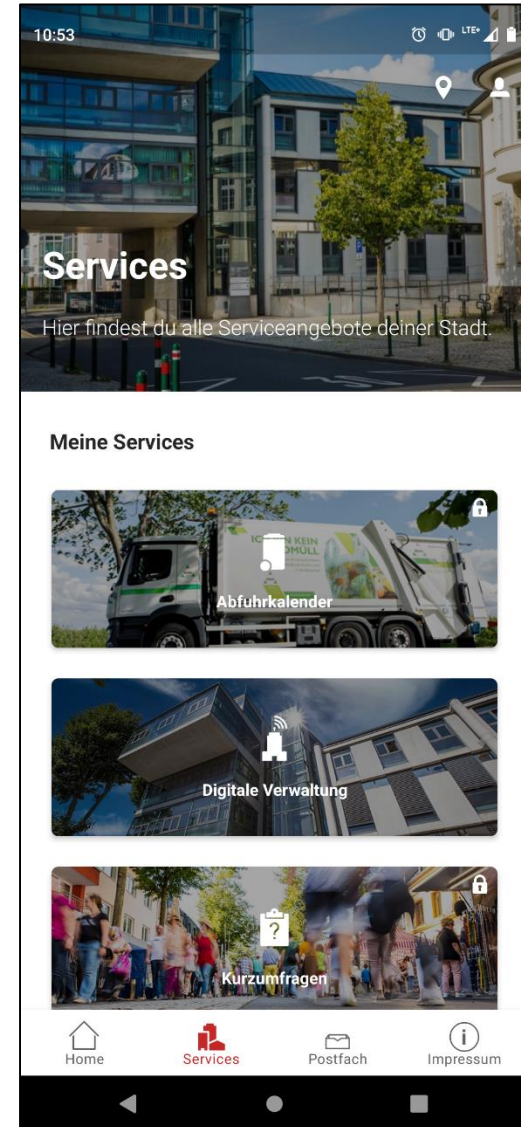 10:53
LTE+
Services
Hier findest du alle Serviceangebote deiner Stadt.
Meine Services
Abfuhrkalender
Digitale Verwaltung
?
Kurzumfragen
Home
Services
Postfach
Impressum